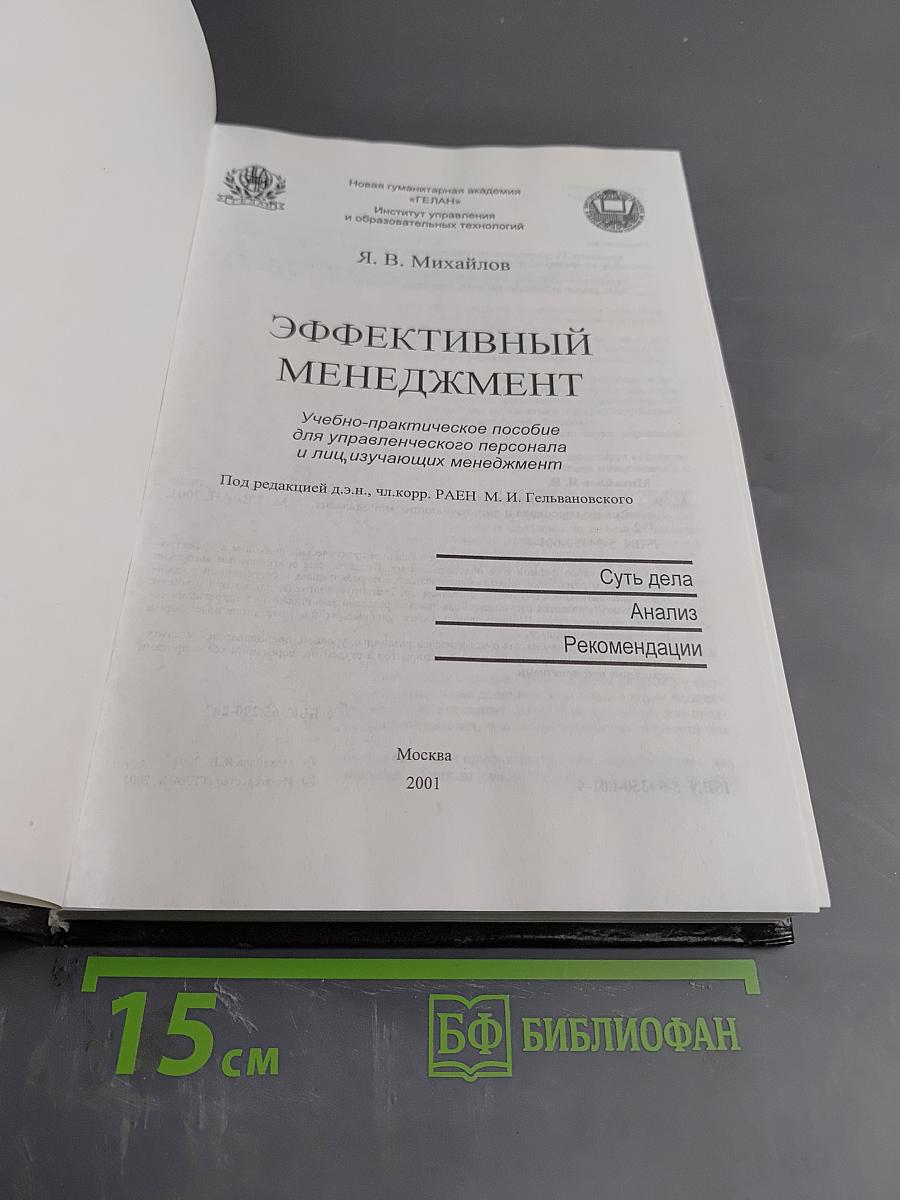 Новая гуманитарная академия
«ГЕЛАН»
Институт управления
и образовательных технологий
Я. В. Михайлов
ЭФФЕКТИВНЫЙ
МЕНЕДЖМЕНТ
Учебно-практическое пособие
для управленческого персонала
и лиц,изучающих менеджмент
Под редакцией д.э.н., чл.корр. РАЕН М. И. Гельвановского
Суть дела
Анализ
Рекомендации
Москва
2001
15 см
БФ БИБЛИОФАН